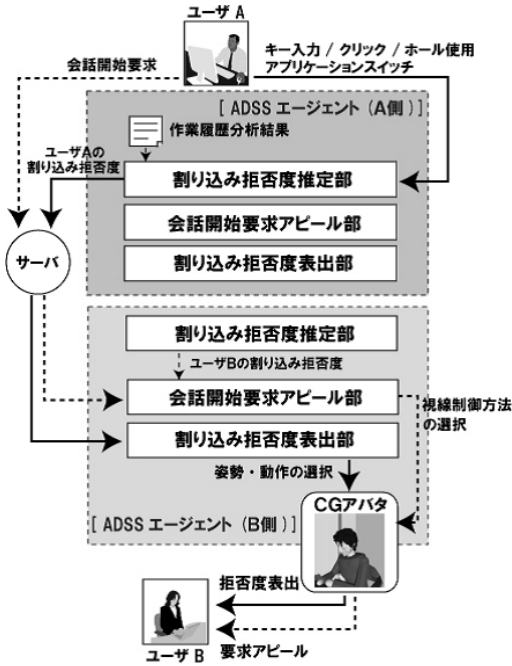 ユーザ A
会話開始要求
キー入力 / クリック / ホール使用
アプリケーションスイッチ
[ ADSS エージェント (A側 )]
作業履歴分析結果
ユーザAの
割り込み拒否度
割り込み拒否度推定部
会話開始要求アピール部
サーバ
割り込み拒否度表出部
割り込み拒否度推定部
ユーザBの割り込み拒否度
会話開始要求アピール部
視線制御方法
の選択
割り込み拒否度表出部
姿勢・動作の選択
CGアバタ
[ ADSS エージェント (B側 )]
拒否度表出
要求アピール
ユーザ B